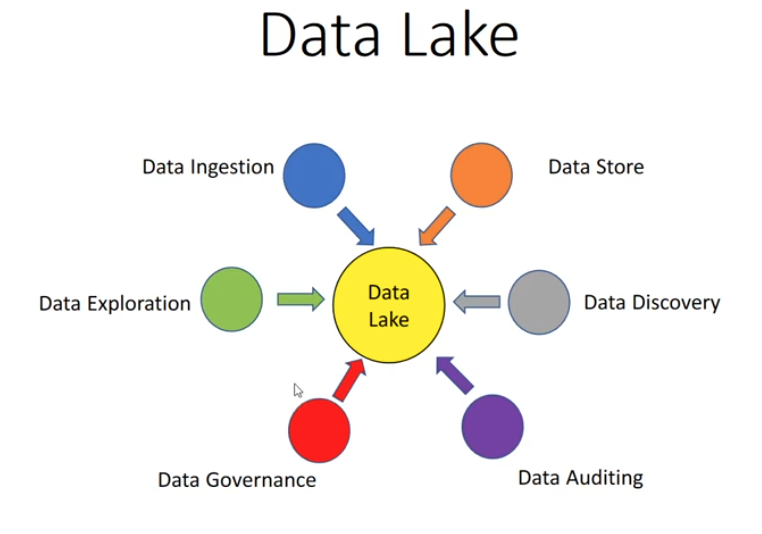 Data Lake
Data Ingestion
Data Store
Data Exploration
Data
Lake
Data Discovery
Data Governance
Data Auditing